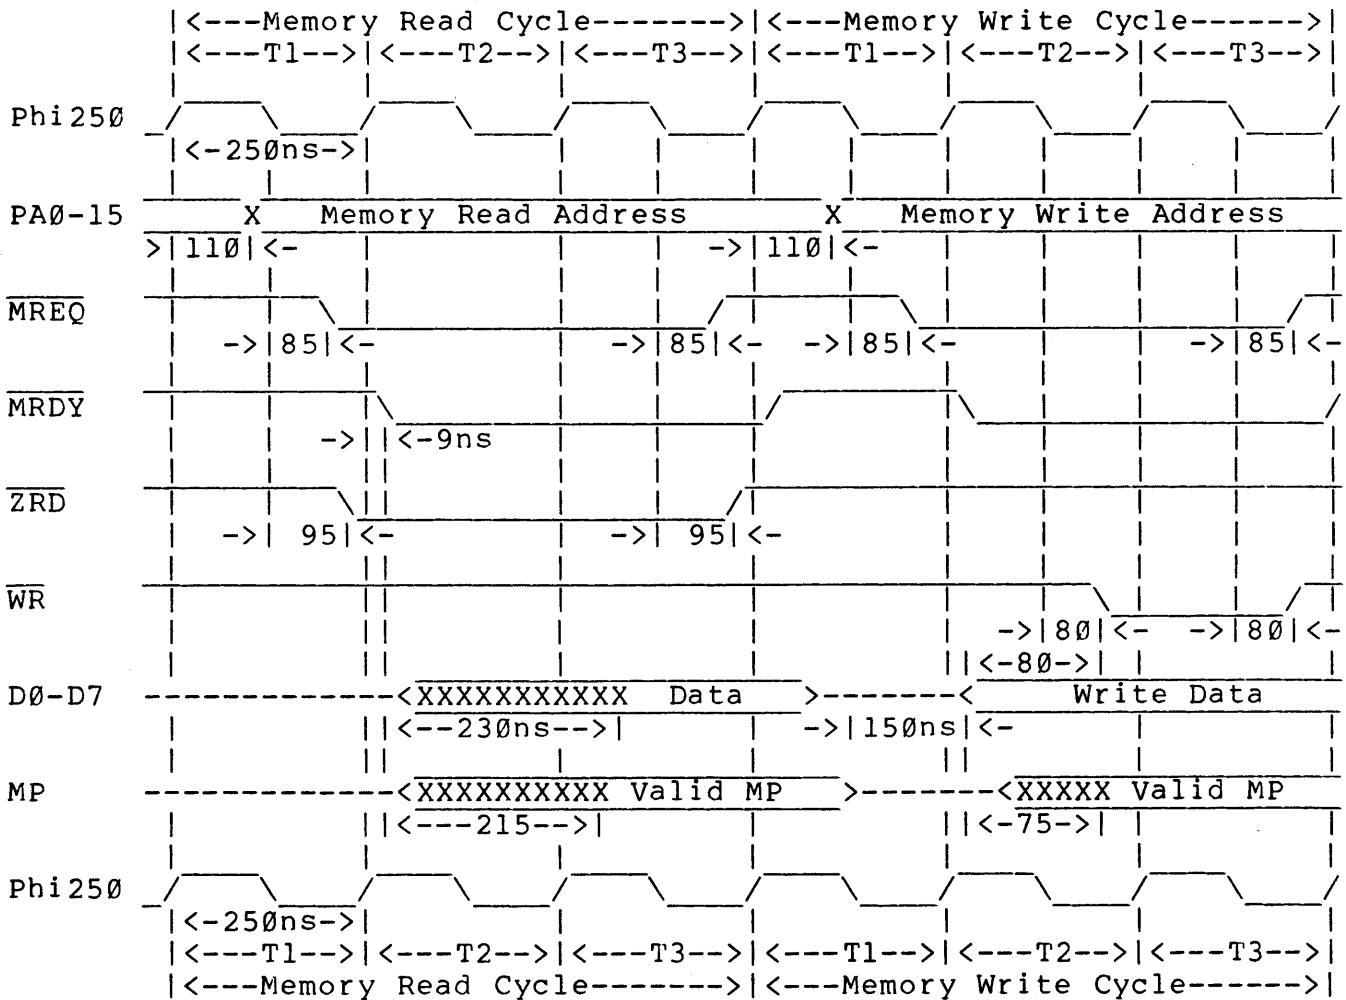 |<---Memory Read Cycle------->|<---Memory Write Cycle------>|
|<---T1-->|<---T2-->|<---T3-->|<---T1-->|<---T2-->|<---T3-->|
Phi25Ø
|<-25Øns->|
PAØ-15 X Memory Read Address X Memory Write Address
>|11Ø|<- ->|11Ø|<-
MREQ
->|85|<- ->|85|<- ->|85|<- ->|85|<-
MRDY
->||<-9ns
ZRD
->| 95|<- ->| 95|<-
WR
->|8Ø|<- ->|8Ø|<-
||<-8Ø->|
DØ-D7 -------------<XXXXXXXXXXX Data >-------< Write Data
|<--23Øns-->| ->|15Øns|<-
MP -------------<XXXXXXXXXX Valid MP >-------<XXXXX Valid MP
||<---215-->| ||<-75->|
Phi25Ø
|<-25Øns->|
|<---T1-->|<---T2-->|<---T3-->|<---T1-->|<---T2-->|<---T3-->|
|<---Memory Read Cycle------->|<---Memory Write Cycle------>|